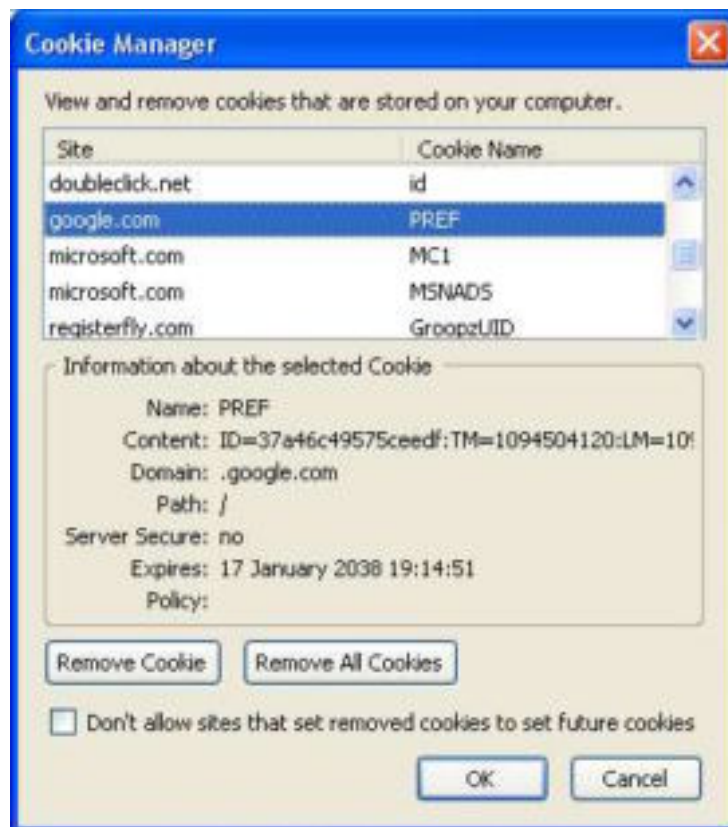 Cookie Manager
View and remove cookies that are stored on your computer.
Site Cookie Name
doubleclick.net id
google.com PREF
microsoft.com MC1
microsoft.com MSNADS
registerfly.com GroopzUID
Information about the selected Cookie
Name: PREF
Content: ID=37a46c49575ceedf:TM=1094504120:LM=109
Domain: .google.com
Path: /
Server Secure: no
Expires: 17 January 2038 19:14:51
Policy:
Remove Cookie Remove All Cookies
Don't allow sites that set removed cookies to set future cookies
OK Cancel